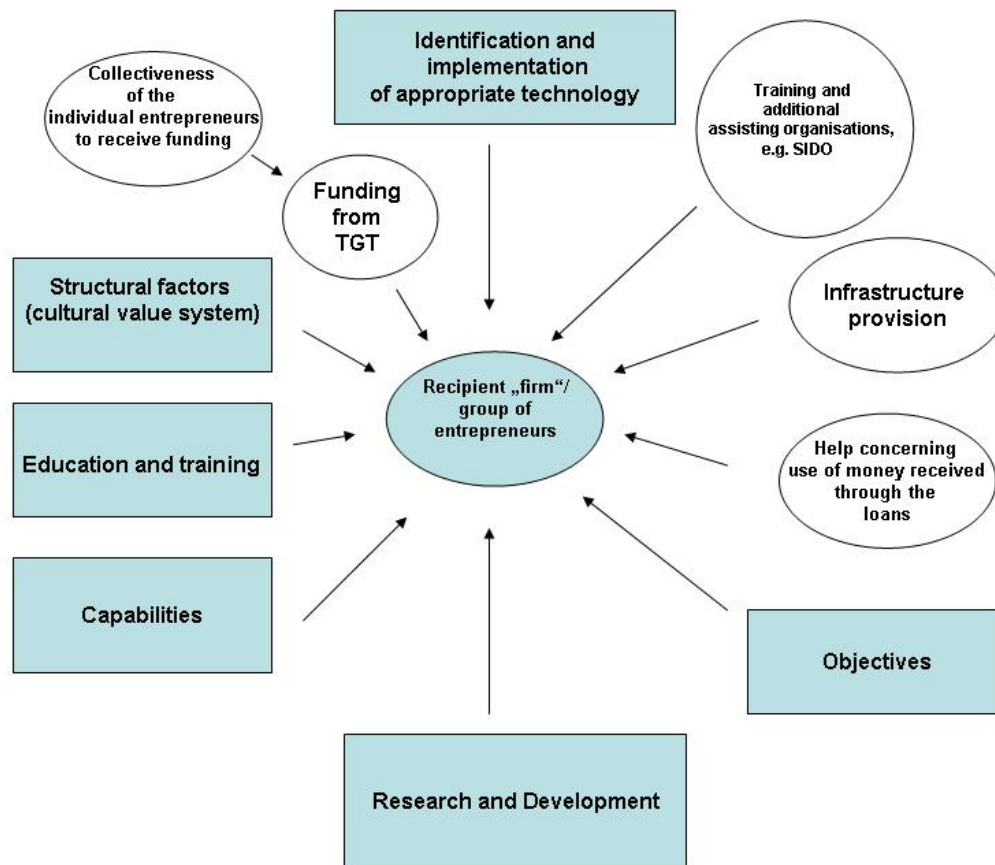 Identification and
implementation
of appropriate technology
Collectiveness
of the
individual entrepreneurs
to receive funding
Training and
additional
assisting organisations,
e.g. SIDO
Funding
from
TGT
Structural factors
(cultural value system)
Infrastructure
provision
Recipient „firm“/
group of
entrepreneurs
Education and training
Help concerning
use of money received
through the
loans
Capabilities
Objectives
Research and Development